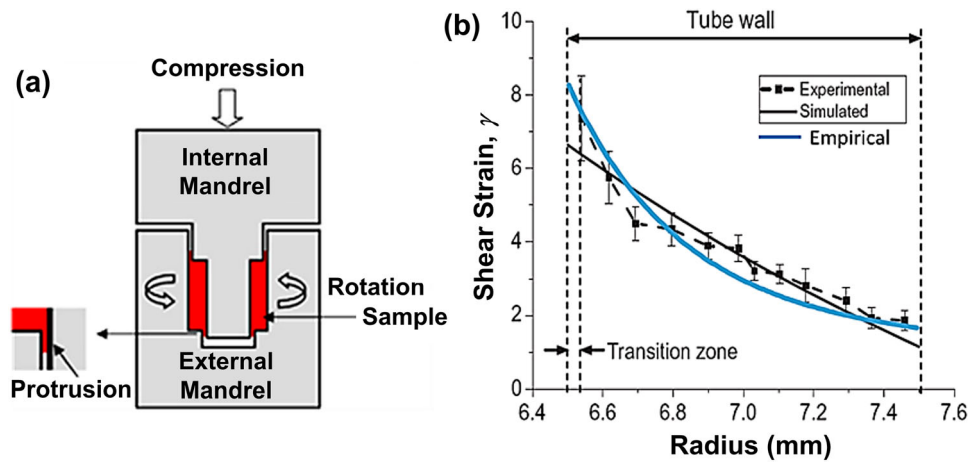 (a)
Compression
Internal
Mandrel
Rotation
Sample
External
Mandrel
Protrusion
(b)
Tube wall
Experimental
Simulated
Empirical
Transition zone
Shear Strain, γ
10
8
6
4
2
0
6.4 6.6 6.8 7.0 7.2 7.4 7.6
Radius (mm)